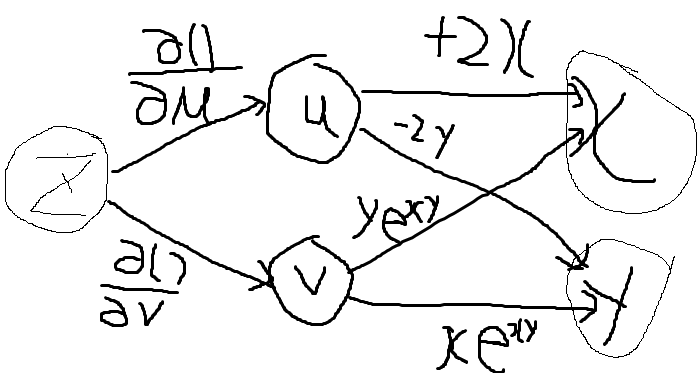 ∂()
∂u
+2x
u
-2y
x
Z
ye^{xy}
∂()
∂v
v
y
xe^{xy}